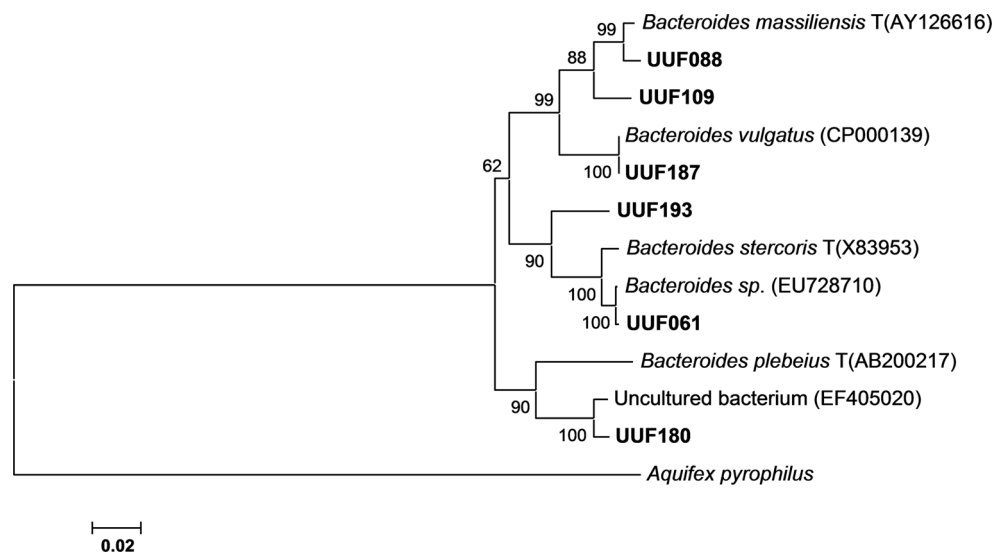 Bacteroides massiliensis T(AY126616)
99
UUF088
88
UUF109
99
Bacteroides vulgatus (CP000139)
100
UUF187
62
UUF193
90
Bacteroides stercoris T(X83953)
100
Bacteroides sp. (EU728710)
100
UUF061
Bacteroides plebeius T(AB200217)
90
Uncultured bacterium (EF405020)
100
UUF180
Aquifex pyrophilus
0.02